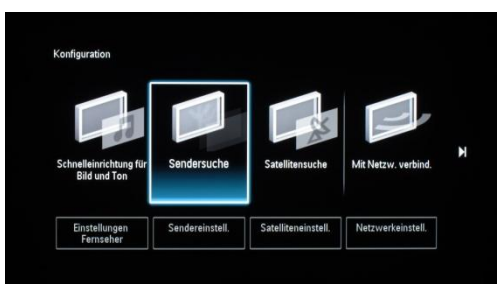 Konfiguration
Schnelleinrichtung für
Bild und Ton
Sendersuche
Satellitensuche
Mit Netzw. verbind.
Einstellungen
Fernseher
Sendereinstell.
Satelliteneinstell.
Netzwerkeinstell.